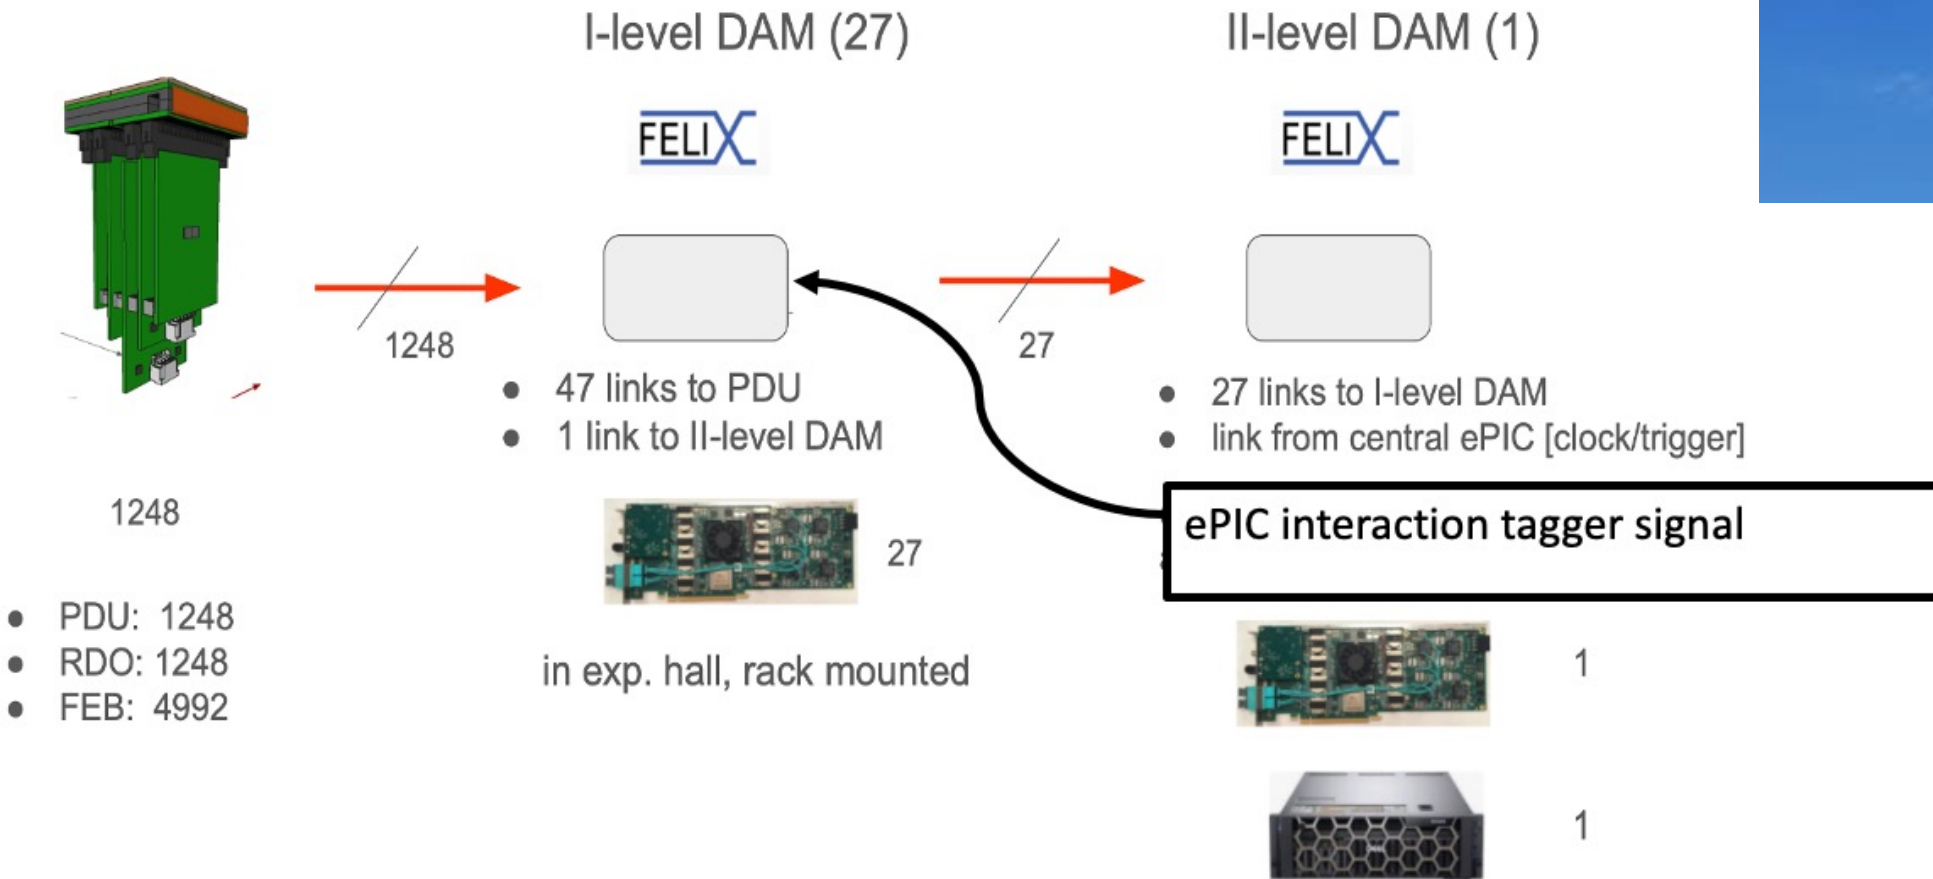 I-level DAM (27)
II-level DAM (1)
FELIX
FELIX
1248
27
• 47 links to PDU
• 1 link to II-level DAM
• 27 links to I-level DAM
• link from central ePIC [clock/trigger]
ePIC interaction tagger signal
1248
27
• PDU: 1248
• RDO: 1248
• FEB: 4992
in exp. hall, rack mounted
1
1